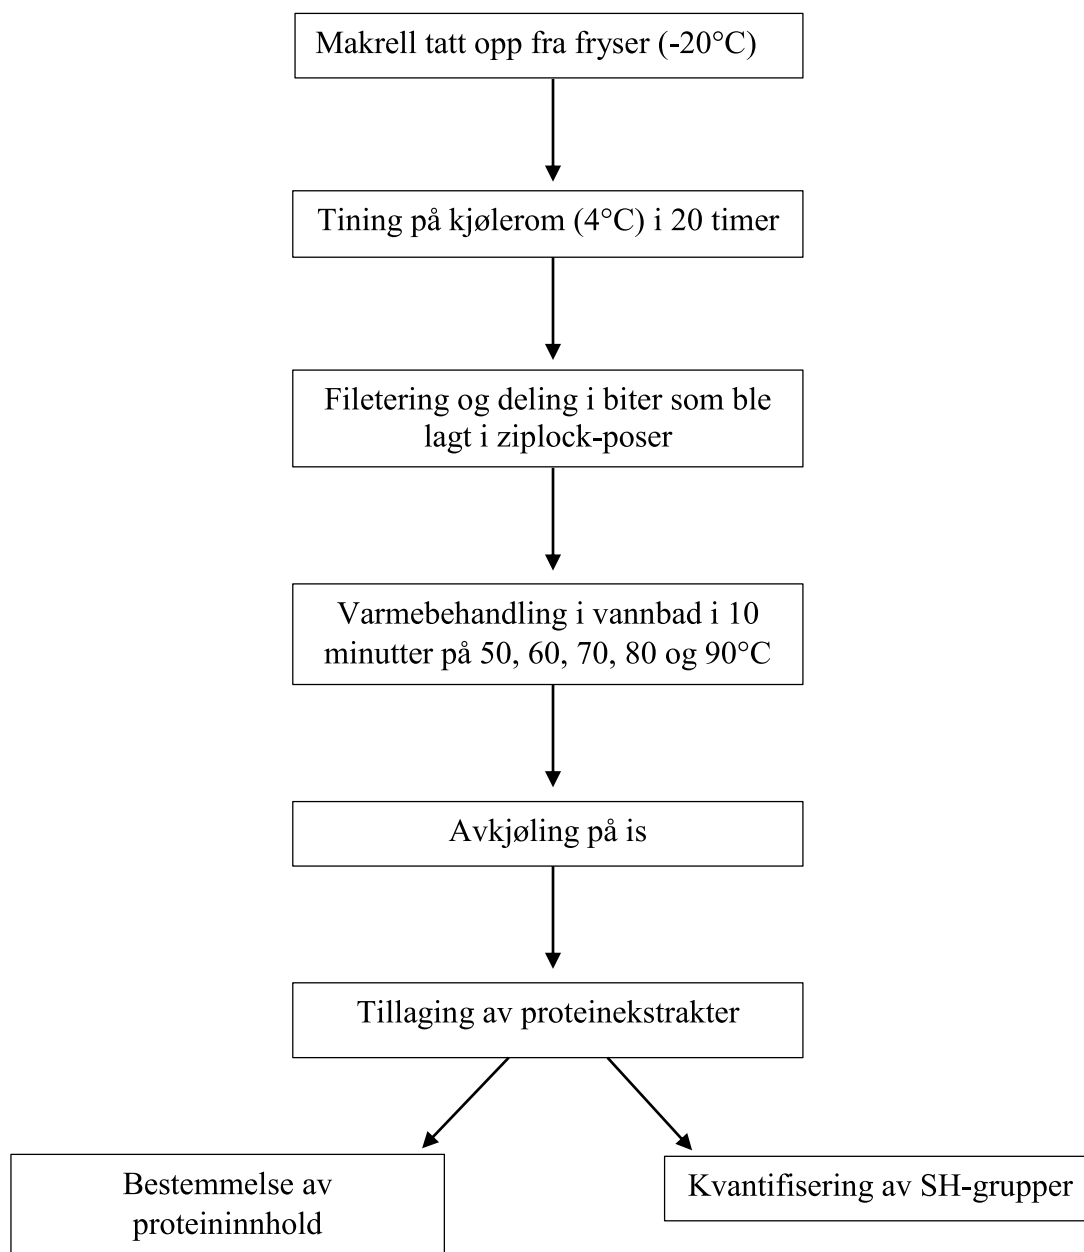 Makrell tatt opp fra fryser (-20°C)
Tining på kjølerom (4°C) i 20 timer
Filetering og deling i biter som ble
lagt i ziplock-poser
Varmebehandling i vannbad i 10
minutter på 50, 60, 70, 80 og 90°C
Avkjøling på is
Tillaging av proteinekstrakter
Bestemmelse av
proteininnhold
Kvantifisering av SH-grupper